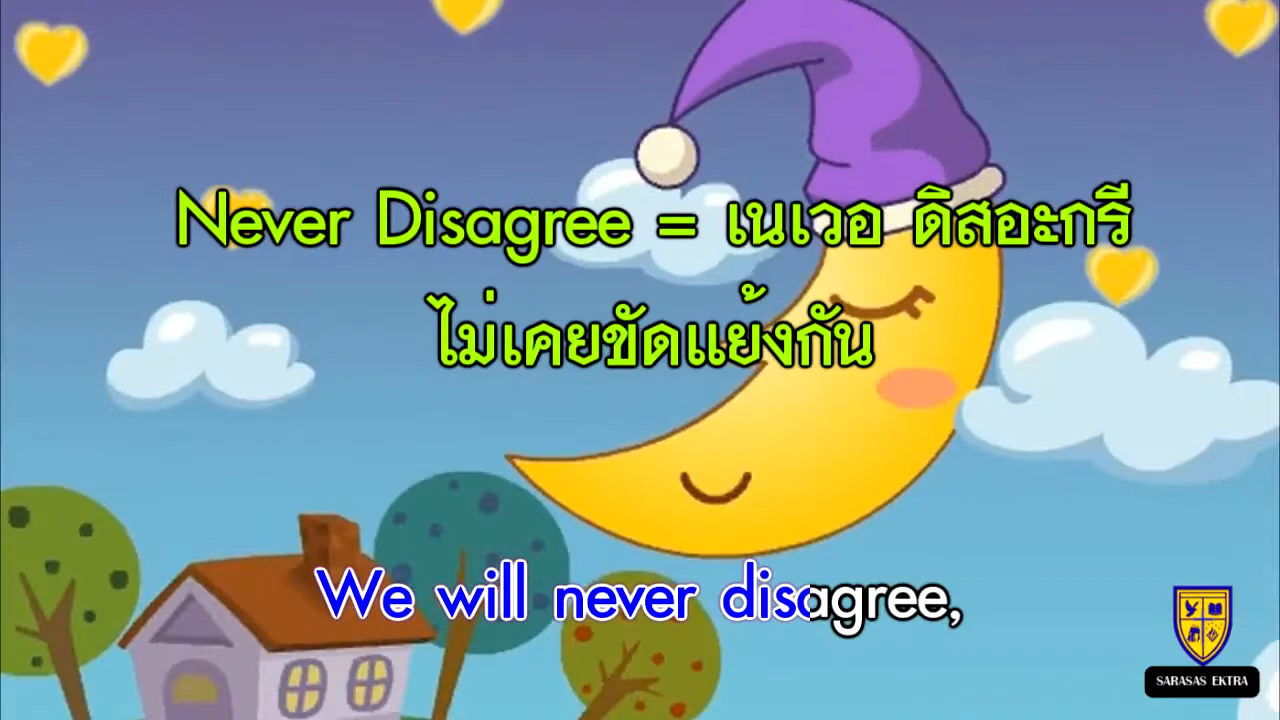 Never Disagree = เนเวอ ดิสอะกรี
ไม่เคยขัดแย้งกัน
We will never disagree,
SARASAS EKTRA